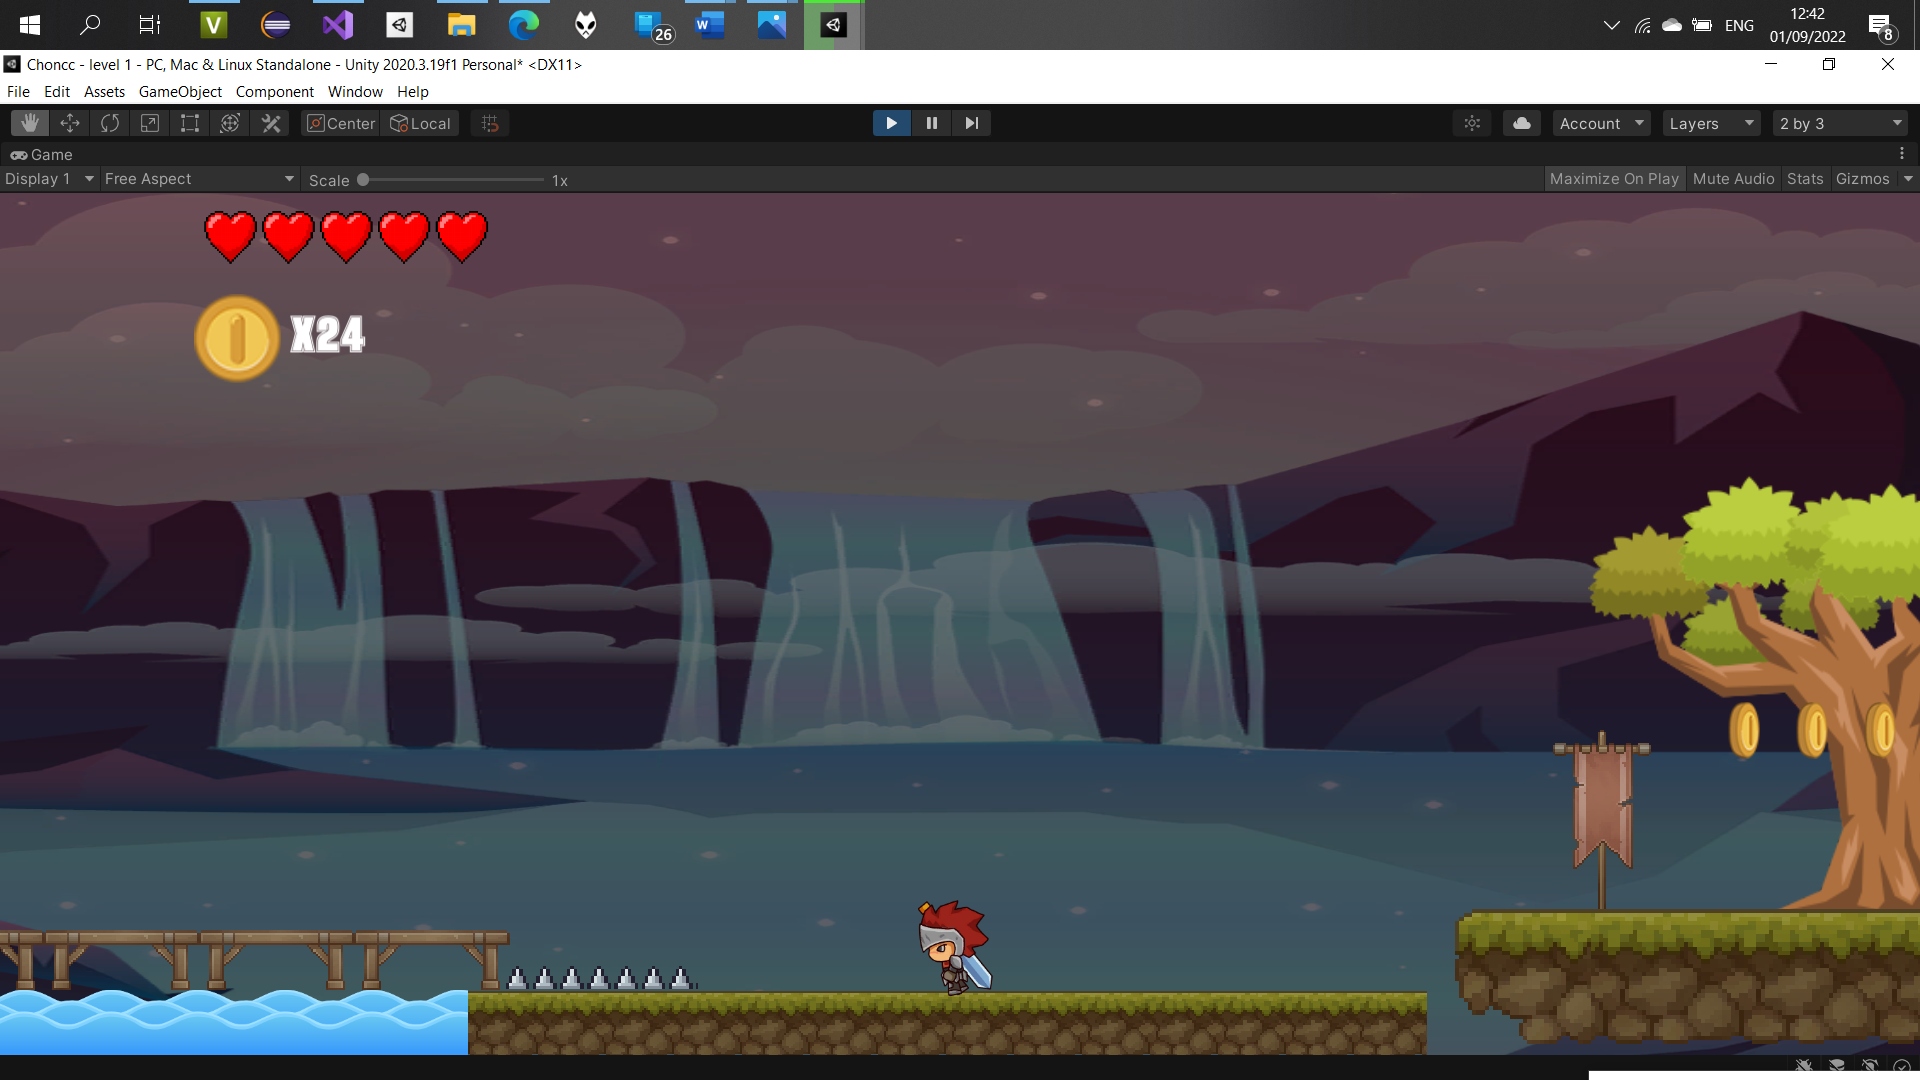 V
26
W
ENG
12:42
01/09/2022
8
Choncc - level 1 - PC, Mac & Linux Standalone - Unity 2020.3.19f1 Personal* <DX11>
File Edit Assets GameObject Component Window Help
Center Local Account Layers 2 by 3
Game
Display 1 Free Aspect Scale 1x Maximize On Play Mute Audio Stats Gizmos
X24